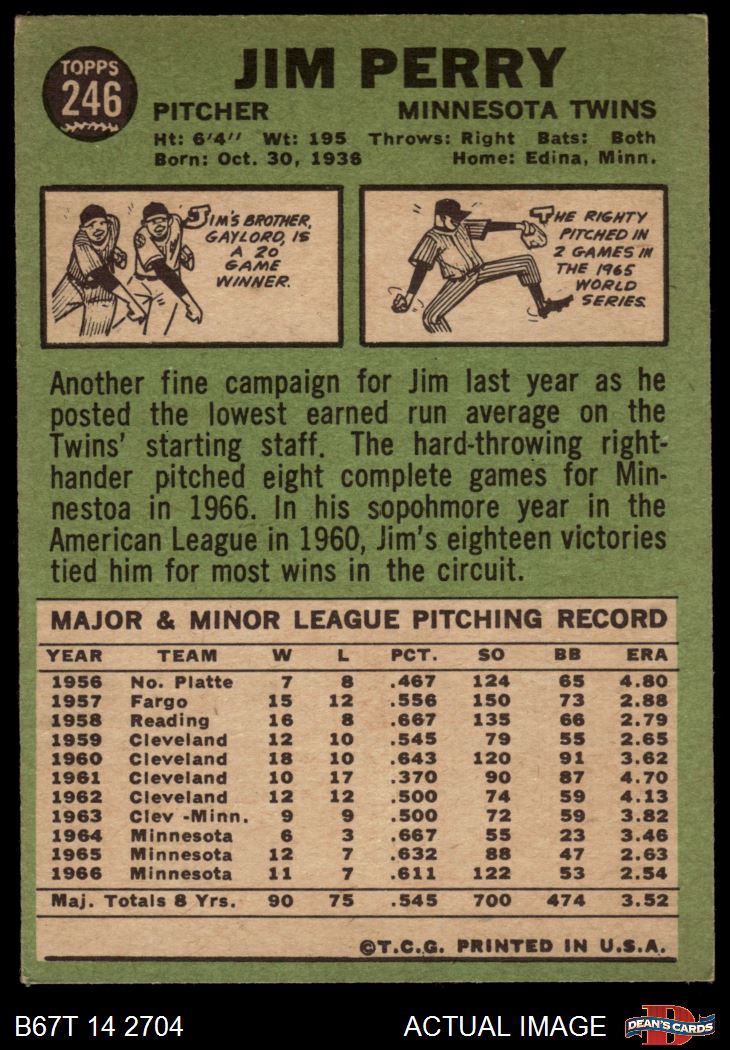 TOPPS
246
JIM PERRY
PITCHER MINNESOTA TWINS
Ht: 6'4" Wt: 195 Throws: Right Bats: Both
Born: Oct. 30, 1936 Home: Edina, Minn.
JIM'S BROTHER,
GAYLORD, IS
A 20
GAME
WINNER.
THE RIGHTY
PITCHED IN
2 GAMES IN
THE 1965
WORLD
SERIES.
Another fine campaign for Jim last year as he
posted the lowest earned run average on the
Twins' starting staff. The hard-throwing right-
hander pitched eight complete games for Min-
nestoa in 1966. In his sopohmore year in the
American League in 1960, Jim's eighteen victories
tied him for most wins in the circuit.
MAJOR & MINOR LEAGUE PITCHING RECORD
YEAR TEAM W L PCT. SO BB ERA
1956 No. Platte 7 8 .467 124 65 4.80
1957 Fargo 15 12 .556 150 73 2.88
1958 Reading 16 8 .667 135 66 2.79
1959 Cleveland 12 10 .545 79 55 2.65
1960 Cleveland 18 10 .643 120 91 3.62
1961 Cleveland 10 17 .370 90 87 4.70
1962 Cleveland 12 12 .500 74 59 4.13
1963 Clev -Minn. 9 9 .500 72 59 3.82
1964 Minnesota 6 3 .667 55 23 3.46
1965 Minnesota 12 7 .632 88 47 2.63
1966 Minnesota 11 7 .611 122 53 2.54
Maj. Totals 8 Yrs. 90 75 .545 700 474 3.52
©T.C.G. PRINTED IN U.S.A.
B67T 14 2704 ACTUAL IMAGE
DEAN'S CARDS